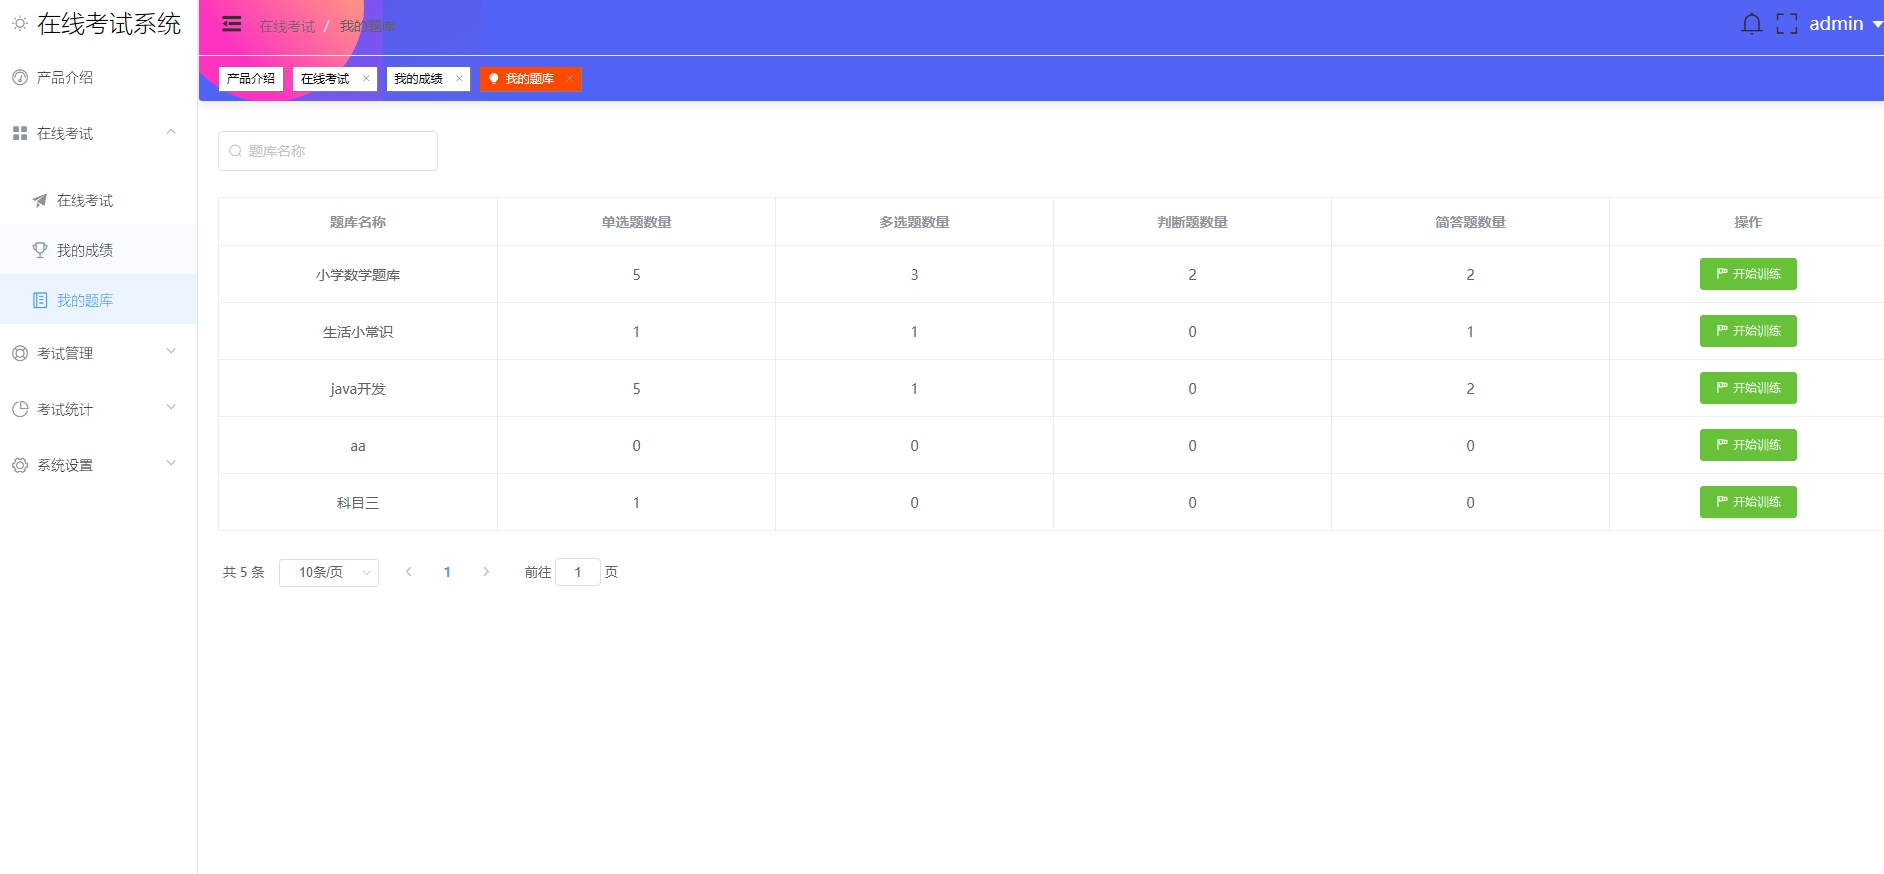 在线考试系统
产品介绍
在线考试
在线考试
我的成绩
我的题库
考试管理
考试统计
系统设置
在线考试 / 我的题库
admin
产品介绍 在线考试 × 我的成绩 × 我的题库 ×
题库名称
题库名称 单选题数量 多选题数量 判断题数量 简答题数量 操作
小学数学题库 5 3 2 2 开始训练
生活小常识 1 1 0 1 开始训练
java开发 5 1 0 2 开始训练
aa 0 0 0 0 开始训练
科目三 1 0 0 0 开始训练
共 5 条 10条/页 1 前往 1 页